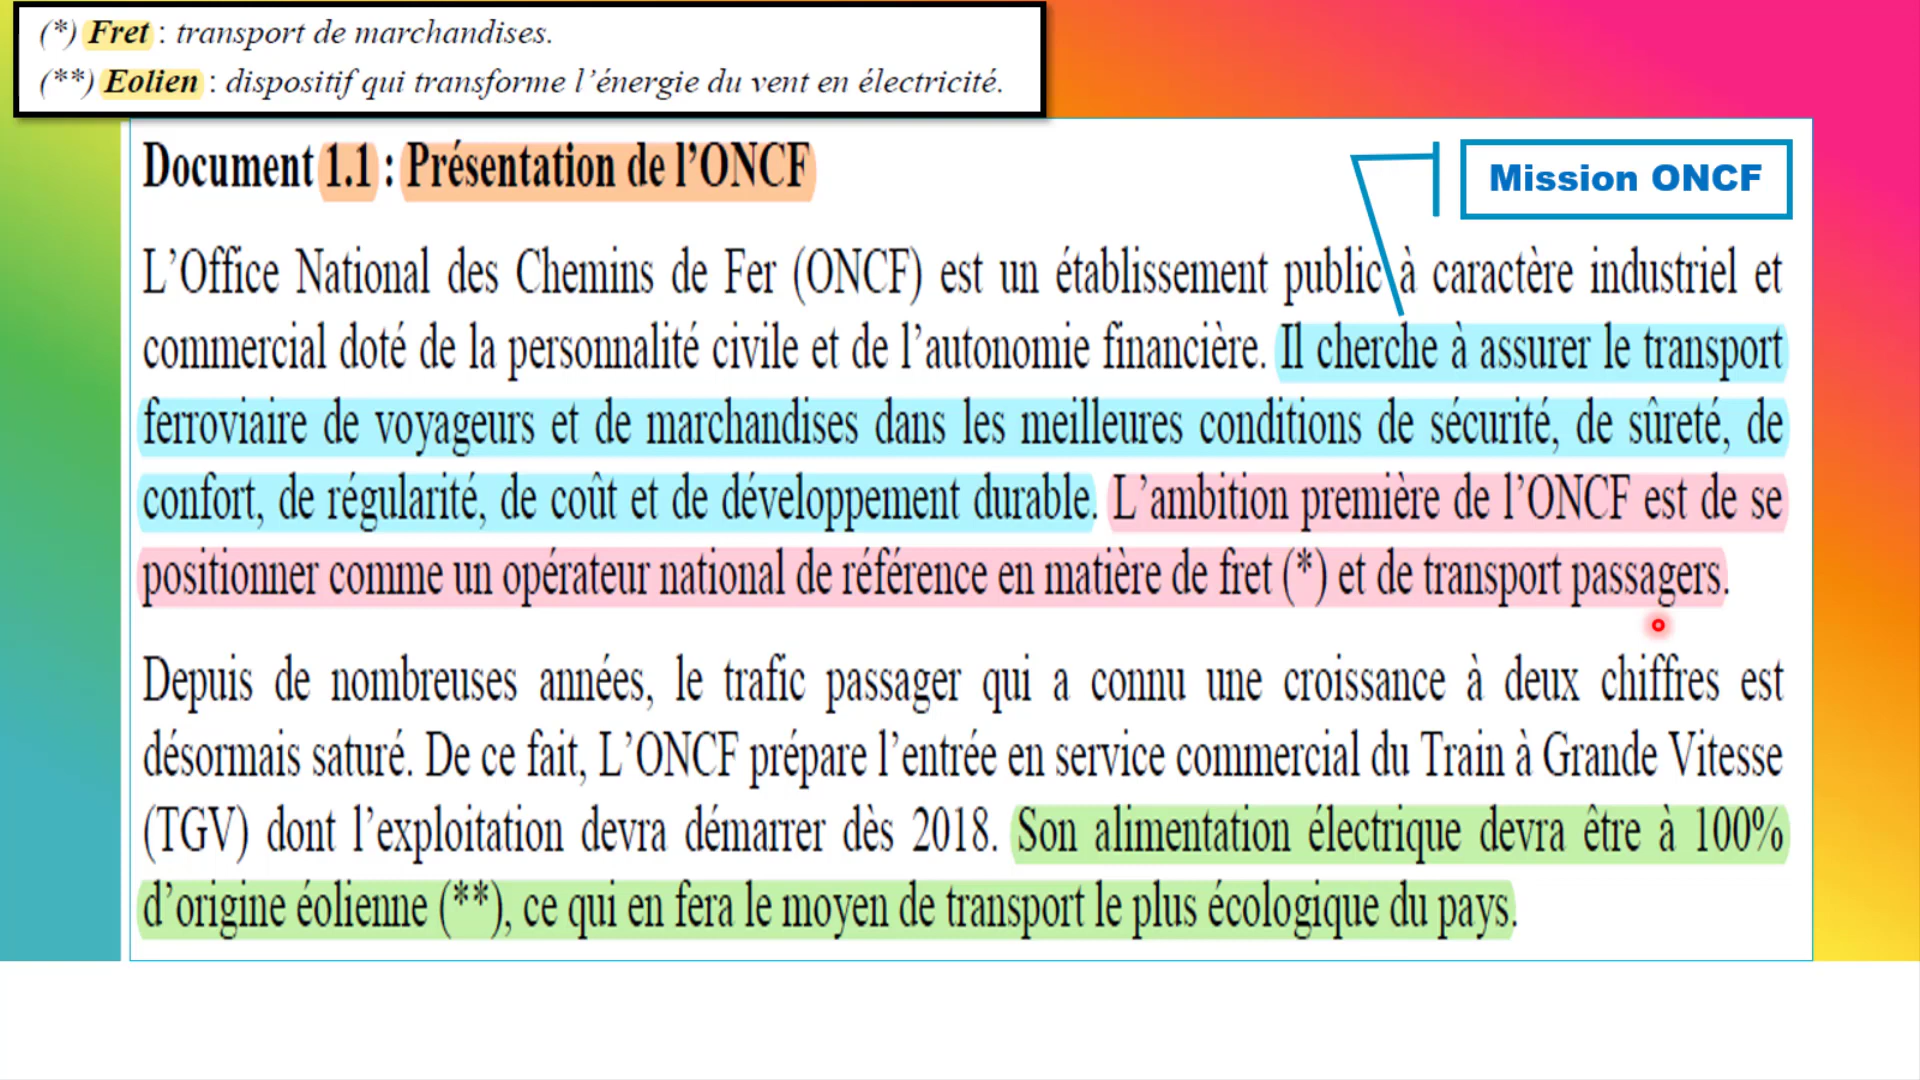 (*) Fret : transport de marchandises.
(**) Eolien : dispositif qui transforme l’énergie du vent en électricité.
Document 1.1 : Présentation de l’ONCF
Mission ONCF
L’Office National des Chemins de Fer (ONCF) est un établissement public à caractère industriel et
commercial doté de la personnalité civile et de l’autonomie financière. Il cherche à assurer le transport
ferroviaire de voyageurs et de marchandises dans les meilleures conditions de sécurité, de sûreté, de
confort, de régularité, de coût et de développement durable. L’ambition première de l’ONCF est de se
positionner comme un opérateur national de référence en matière de fret (*) et de transport passagers.
Depuis de nombreuses années, le trafic passager qui a connu une croissance à deux chiffres est
désormais saturé. De ce fait, L’ONCF prépare l’entrée en service commercial du Train à Grande Vitesse
(TGV) dont l’exploitation devra démarrer dès 2018. Son alimentation électrique devra être à 100%
d’origine éolienne (**), ce qui en fera le moyen de transport le plus écologique du pays.